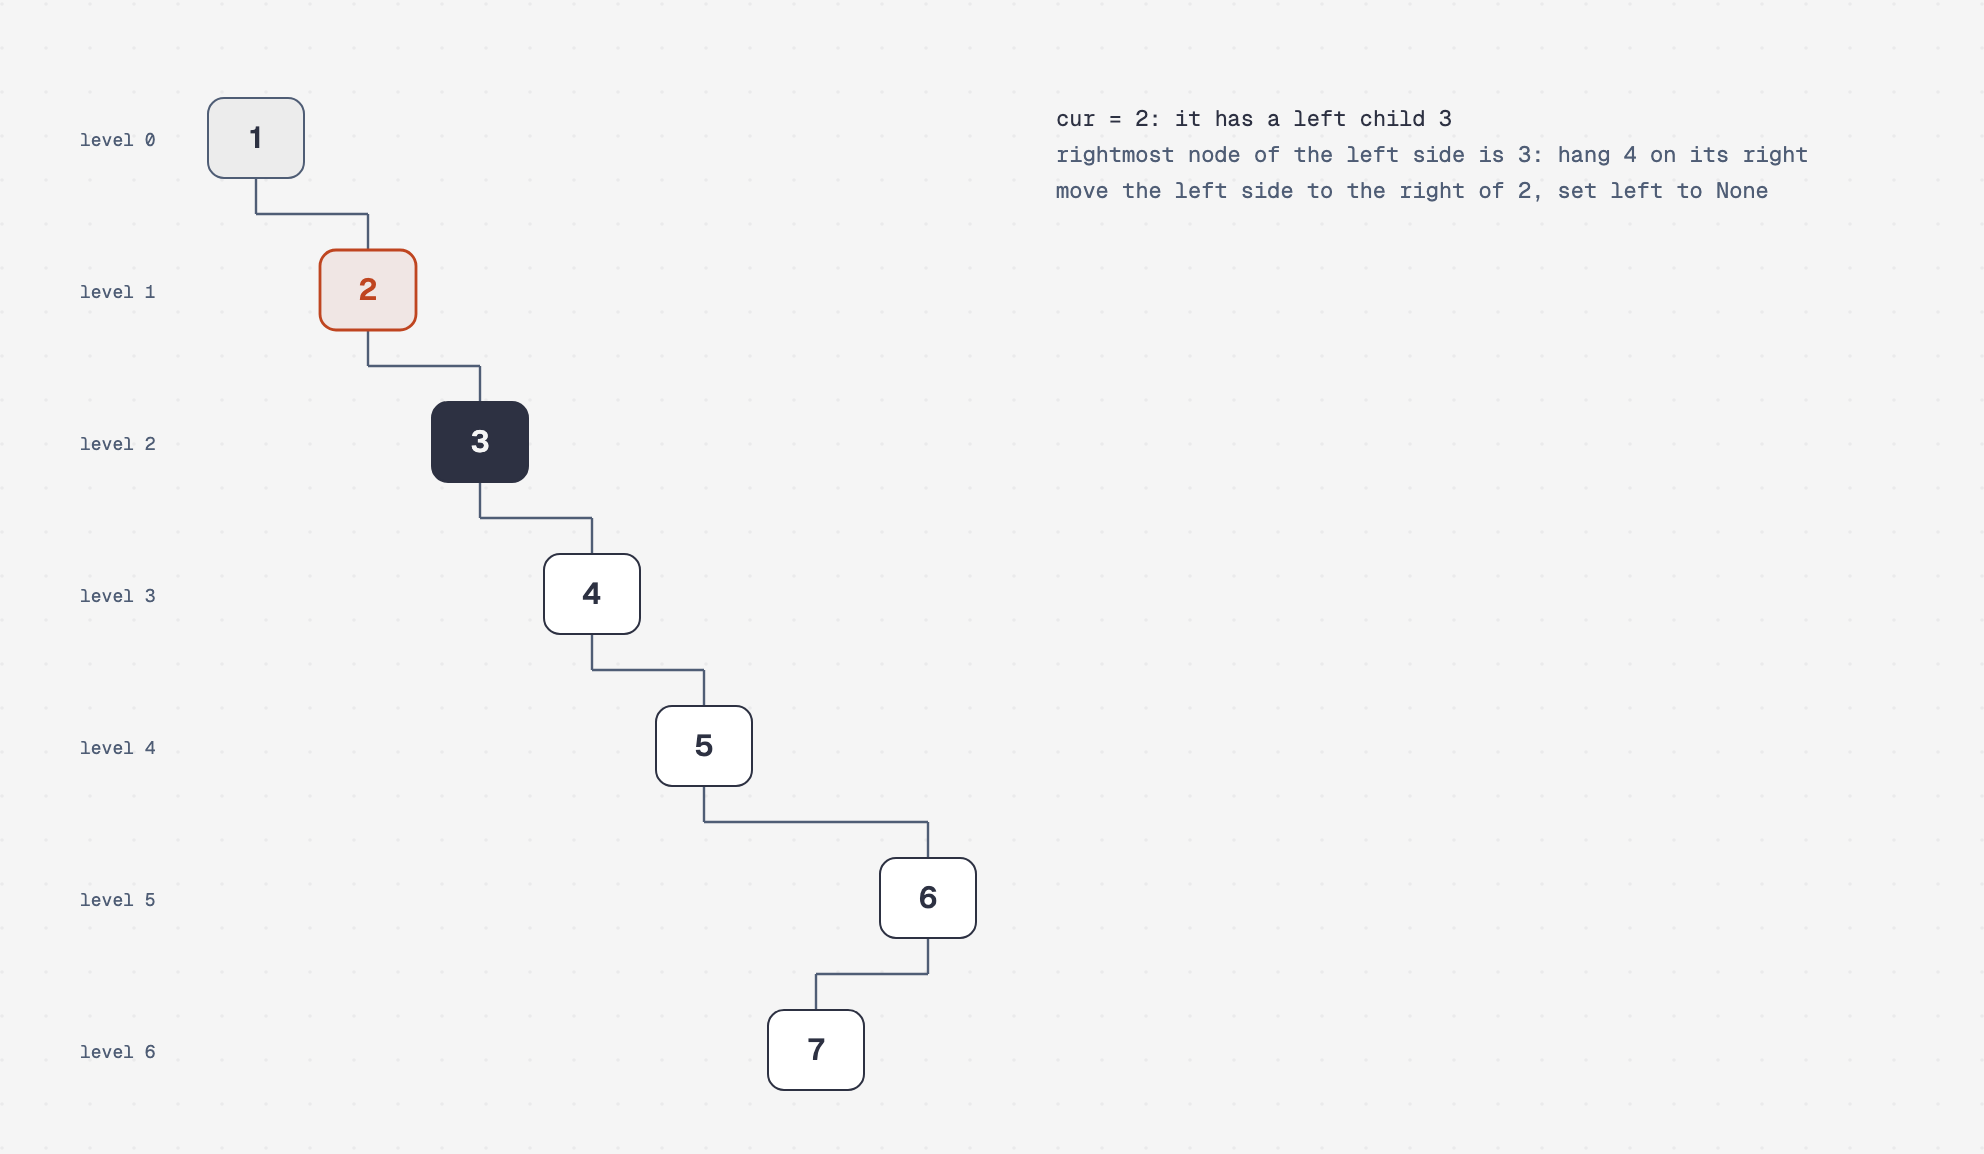 level 0
1
cur = 2: it has a left child 3
rightmost node of the left side is 3: hang 4 on its right
move the left side to the right of 2, set left to None
level 1
2
level 2
3
level 3
4
level 4
5
level 5
6
level 6
7